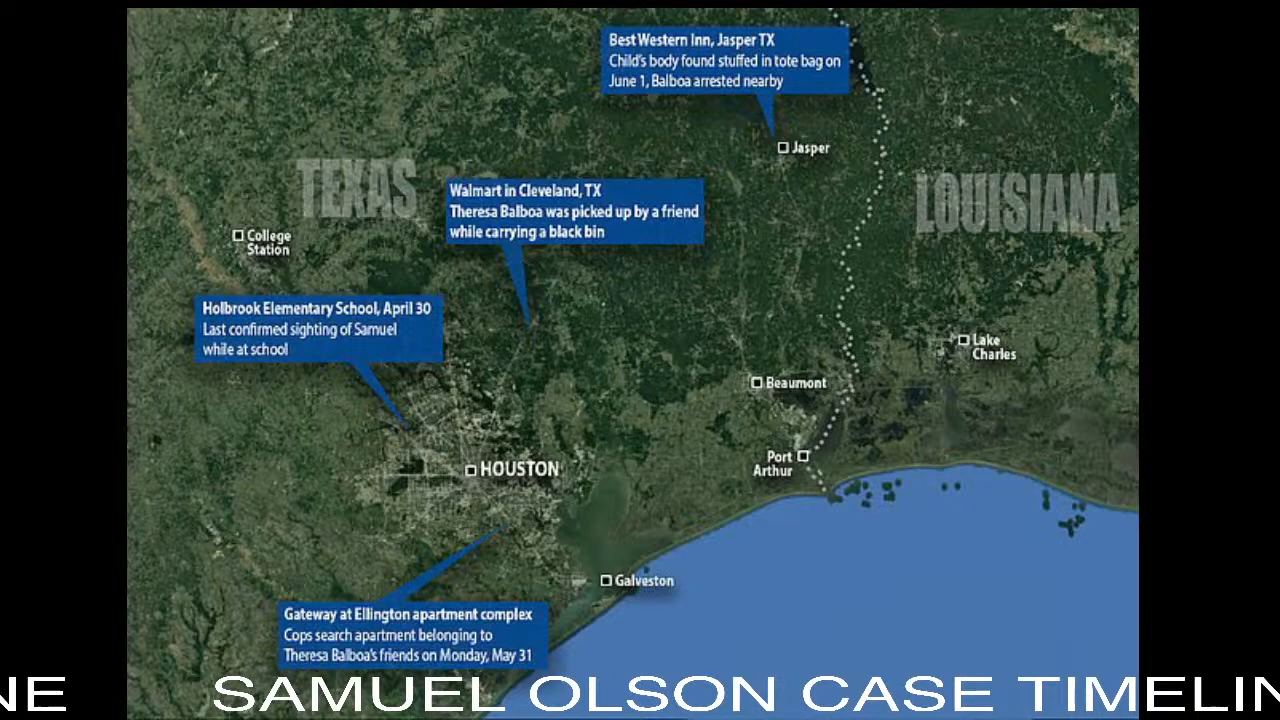 Best Western Inn, Jasper TX
Child's body found stuffed in tote bag on
June 1, Balboa arrested nearby
Jasper
TEXAS
LOUISIANA
Walmart in Cleveland, TX
Theresa Balboa was picked up by a friend
while carrying a black bin
College
Station
Holbrook Elementary School, April 30
Last confirmed sighting of Samuel
while at school
Lake
Charles
Beaumont
Port
Arthur
HOUSTON
Galveston
Gateway at Ellington apartment complex
Cops search apartment belonging to
Theresa Balboa's friends on Monday, May 31
NE SAMUEL OLSON CASE TIMELIN